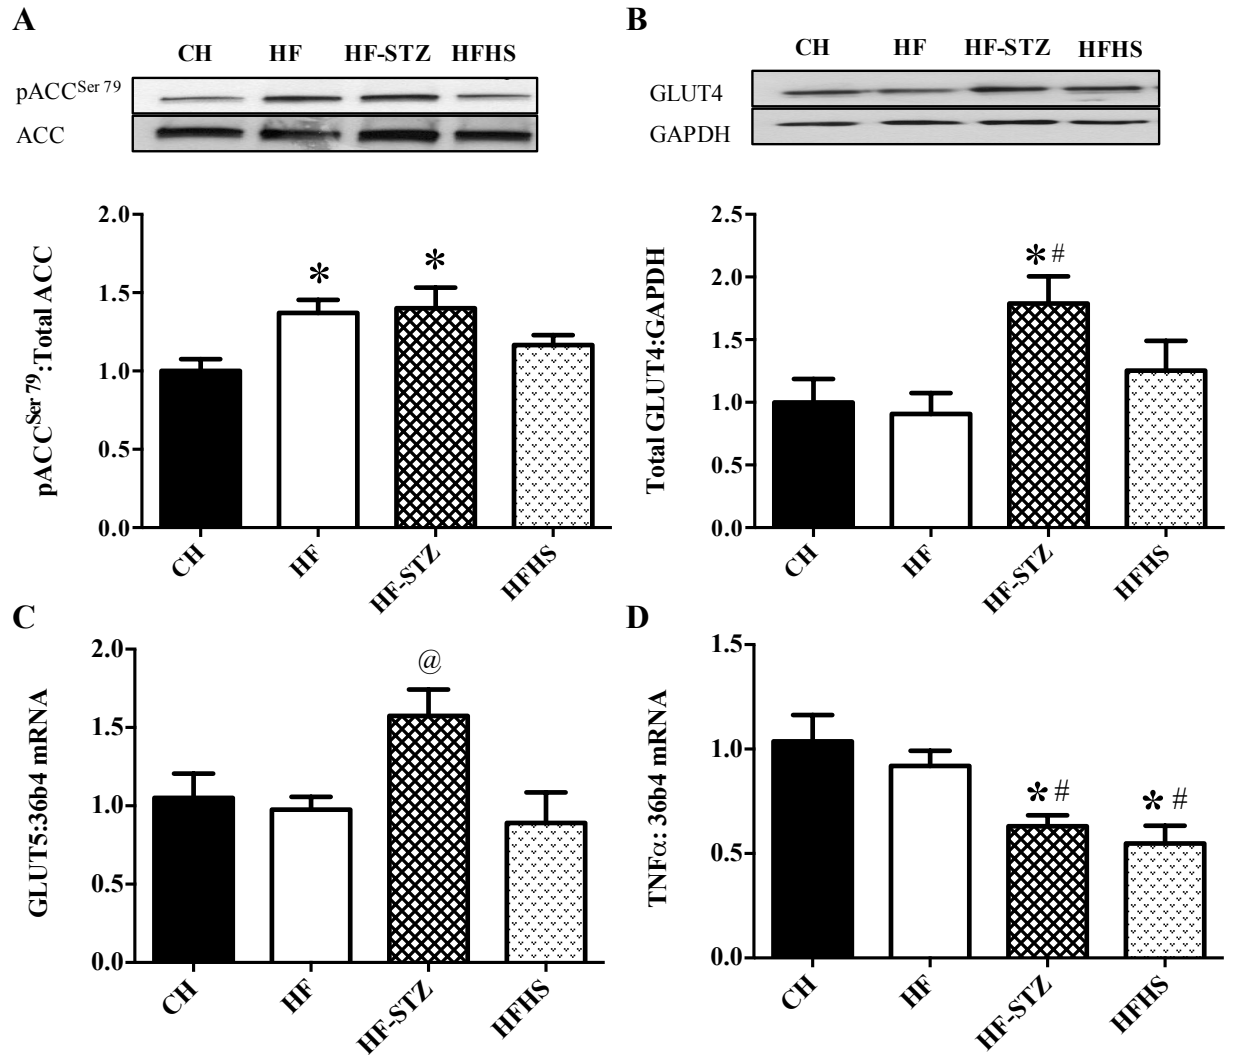 A
CH HF HF-STZ HFHS
pACCSer 79
ACC
2.0
1.5
1.0
0.5
0.0
pACCSer 79:Total ACC
* *
CH HF HF-STZ HFHS
B
CH HF HF-STZ HFHS
GLUT4
GAPDH
2.5
2.0
1.5
1.0
0.5
0.0
Total GLUT4:GAPDH
* #
CH HF HF-STZ HFHS
C
2.0
1.5
1.0
0.5
0.0
GLUT5:36b4 mRNA
@
CH HF HF-STZ HFHS
D
1.5
1.0
0.5
0.0
TNFα: 36b4 mRNA
* # * #
CH HF HF-STZ HFHS